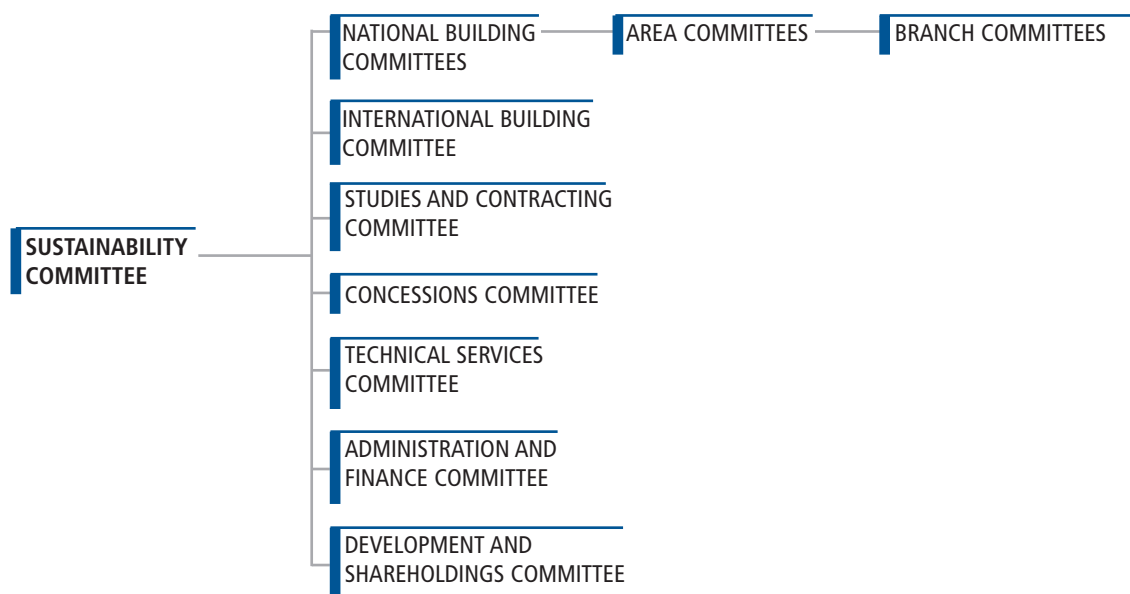 SUSTAINABILITY
COMMITTEE
NATIONAL BUILDING
COMMITTEES
AREA COMMITTEES
BRANCH COMMITTEES
INTERNATIONAL BUILDING
COMMITTEE
STUDIES AND CONTRACTING
COMMITTEE
CONCESSIONS COMMITTEE
TECHNICAL SERVICES
COMMITTEE
ADMINISTRATION AND
FINANCE COMMITTEE
DEVELOPMENT AND
SHAREHOLDINGS COMMITTEE